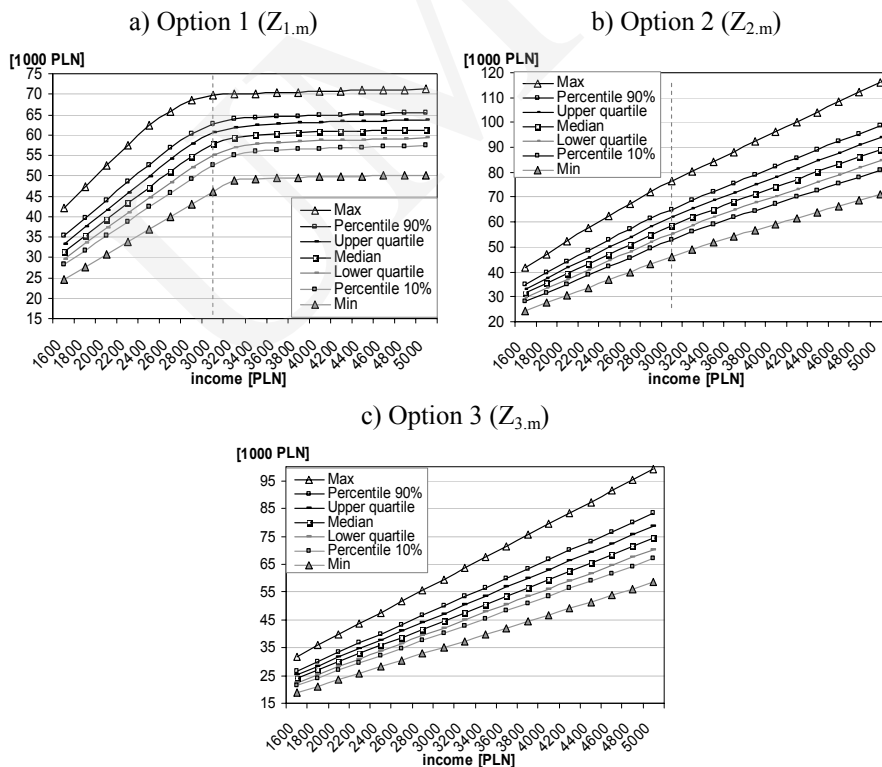 a) Option 1 (Z1.m)
[1000 PLN]
75
70
65
60
55
50
45
40
35
30
25
20
15
Max
Percentile 90%
Upper quartile
Median
Lower quartile
Percentile 10%
Min
1600 1800 2000 2200 2400 2600 2800 3000 3200 3400 3600 3800 4000 4200 4400 4600 4800 5000
income [PLN]
b) Option 2 (Z2.m)
[1000 PLN]
120
110
100
90
80
70
60
50
40
30
20
Max
Percentile 90%
Upper quartile
Median
Lower quartile
Percentile 10%
Min
1600 1800 2000 2200 2400 2600 2800 3000 3200 3400 3600 3800 4000 4200 4400 4600 4800 5000
income [PLN]
c) Option 3 (Z3.m)
[1000 PLN]
95
85
75
65
55
45
35
25
15
Max
Percentile 90%
Upper quartile
Median
Lower quartile
Percentile 10%
Min
1600 1800 2000 2200 2400 2600 2800 3000 3200 3400 3600 3800 4000 4200 4400 4600 4800 5000
income [PLN]